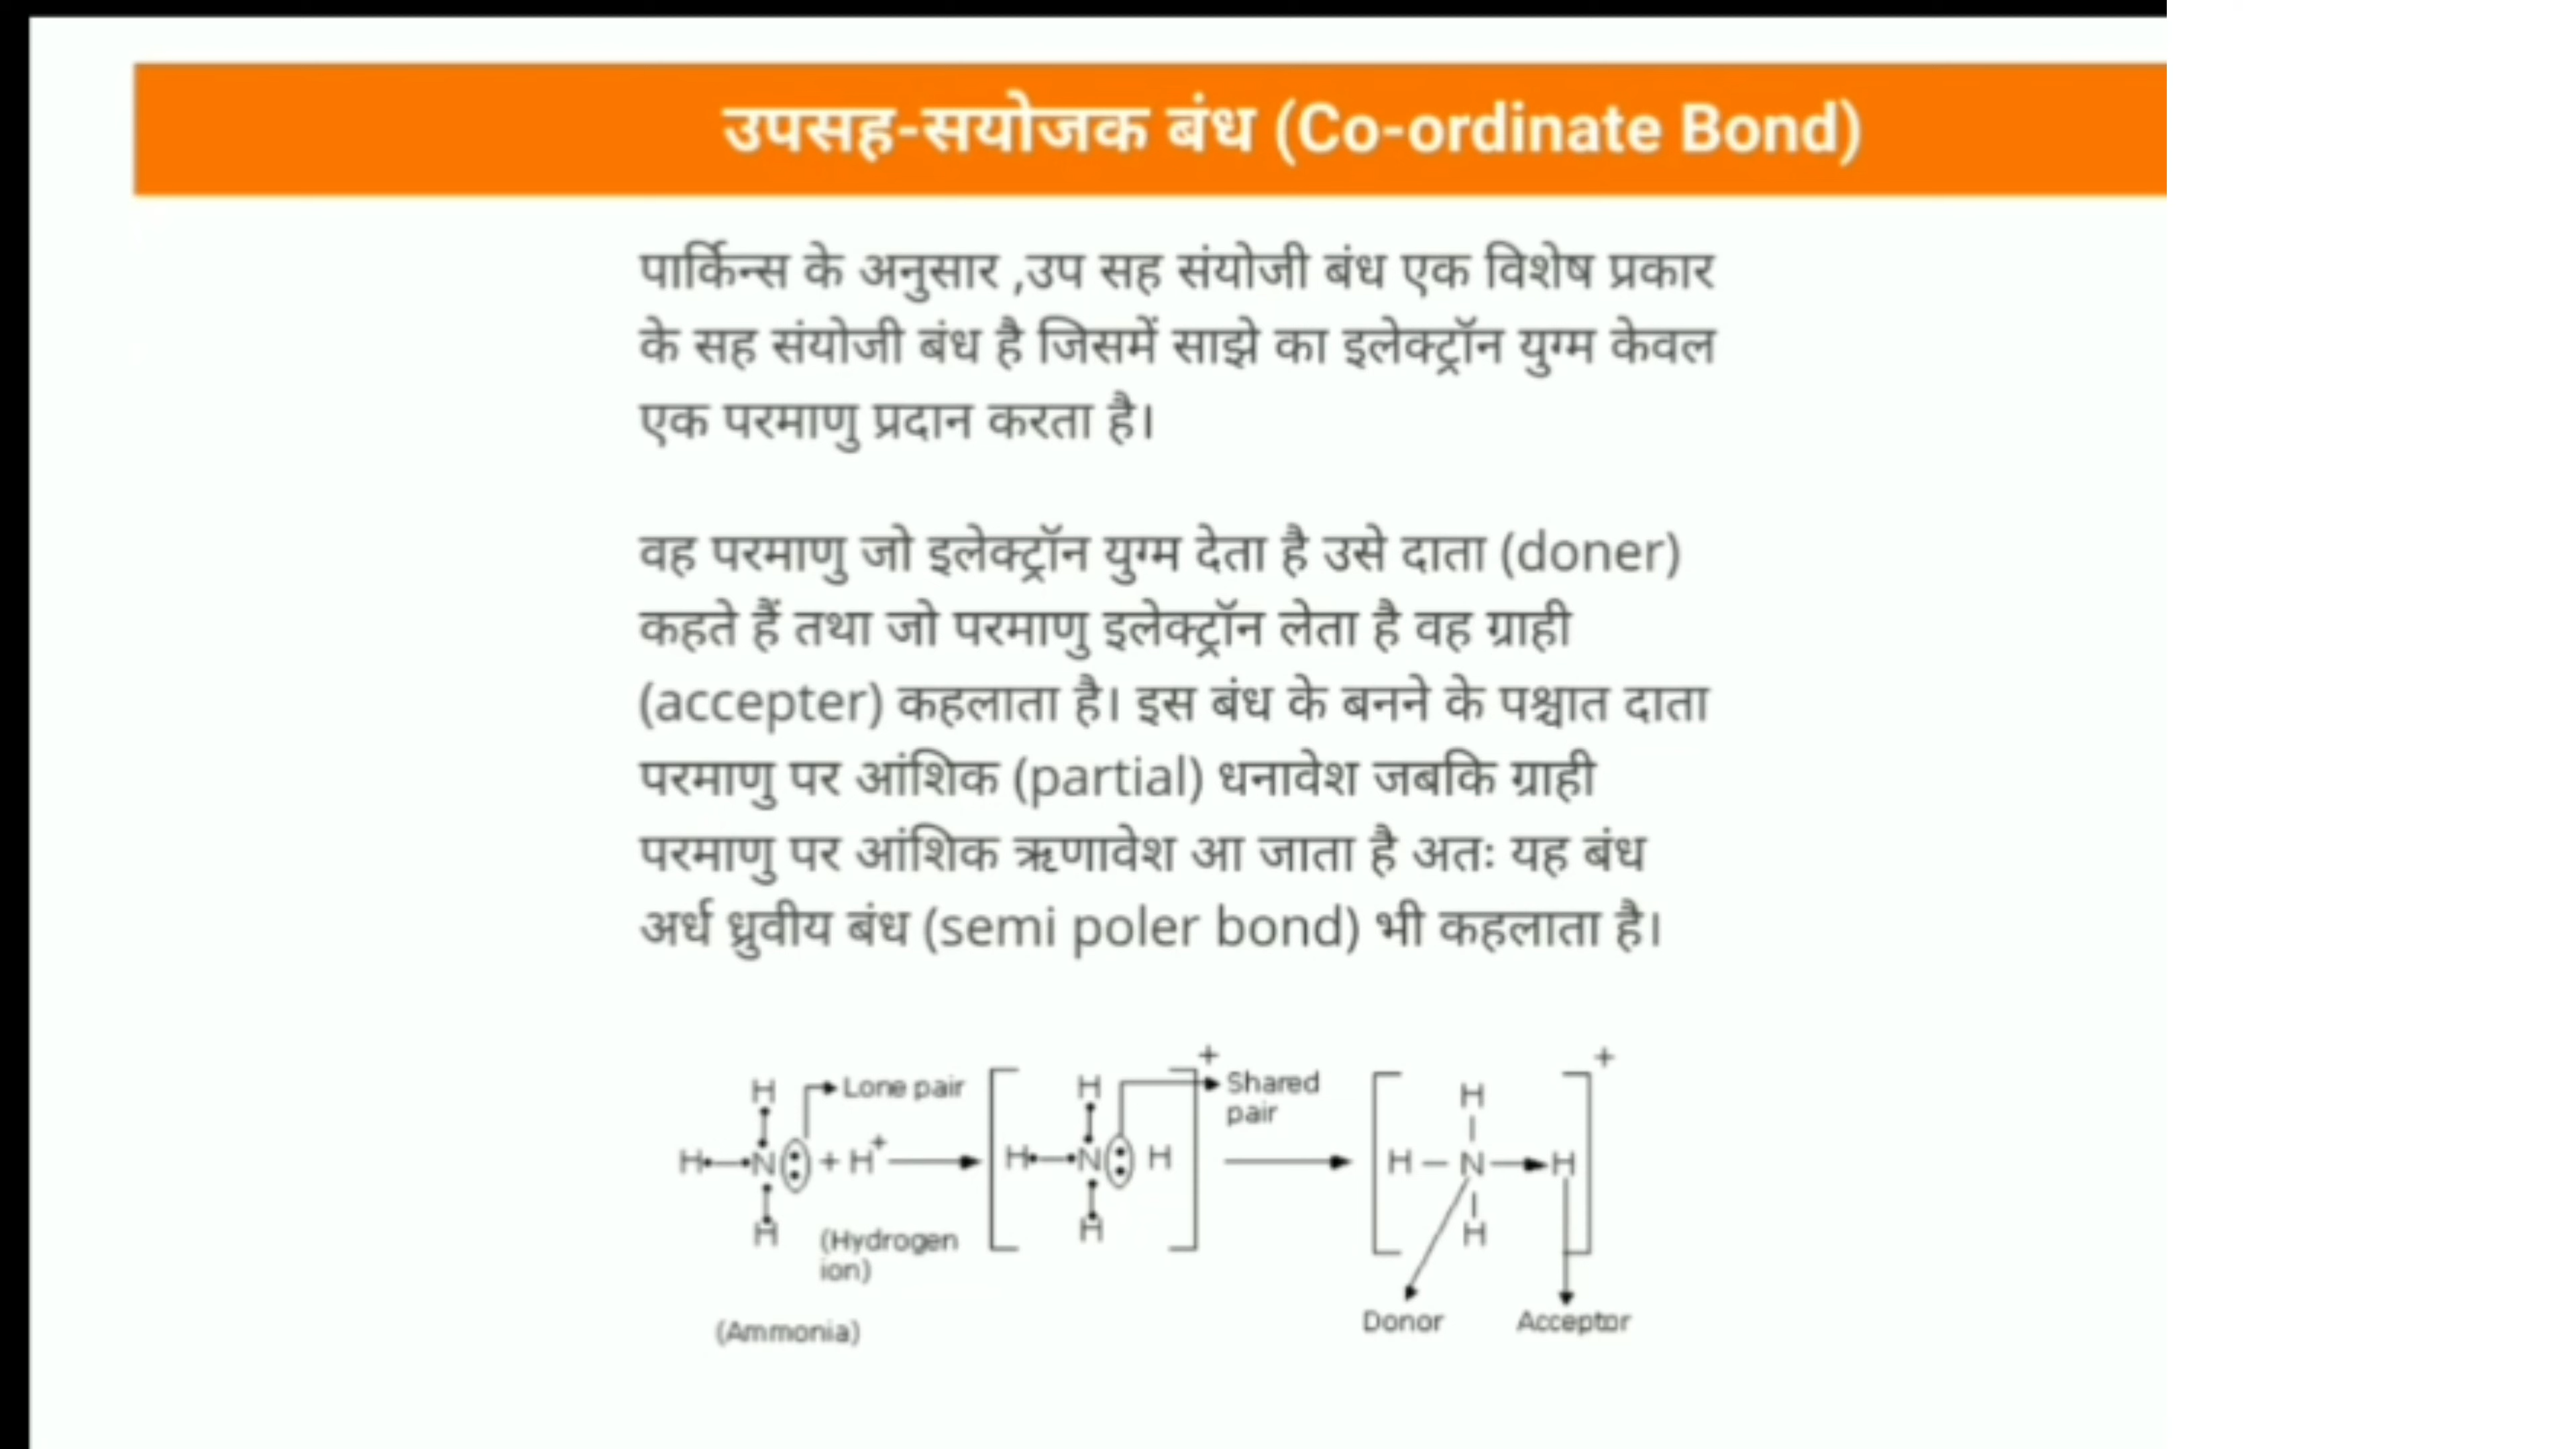 उपसह-सयोजक बंध (Co-ordinate Bond)
पार्किन्स के अनुसार ,उप सह संयोजी बंध एक विशेष प्रकार
के सह संयोजी बंध है जिसमें साझे का इलेक्ट्रॉन युग्म केवल
एक परमाणु प्रदान करता है।
वह परमाणु जो इलेक्ट्रॉन युग्म देता है उसे दाता (doner)
कहते हैं तथा जो परमाणु इलेक्ट्रॉन लेता है वह ग्राही
(accepter) कहलाता है। इस बंध के बनने के पश्चात दाता
परमाणु पर आंशिक (partial) धनावेश जबकि ग्राही
परमाणु पर आंशिक ऋणावेश आ जाता है अतः यह बंध
अर्ध ध्रुवीय बंध (semi poler bond) भी कहलाता है।
+ +
H Lone pair H Shared H
pair
H N : + H+ H N : H H – N H
H H H
(Hydrogen
ion)
Donor Acceptor
(Ammonia)